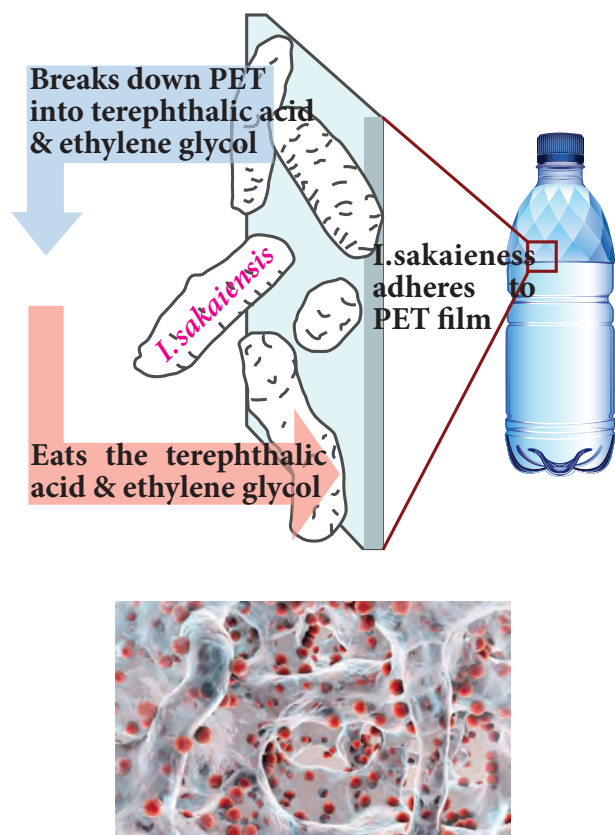 Breaks down PET
into terephthalic acid
& ethylene glycol
I. sakaiensis
I.sakaieness
adheres to
PET film
Eats the terephthalic
acid & ethylene glycol